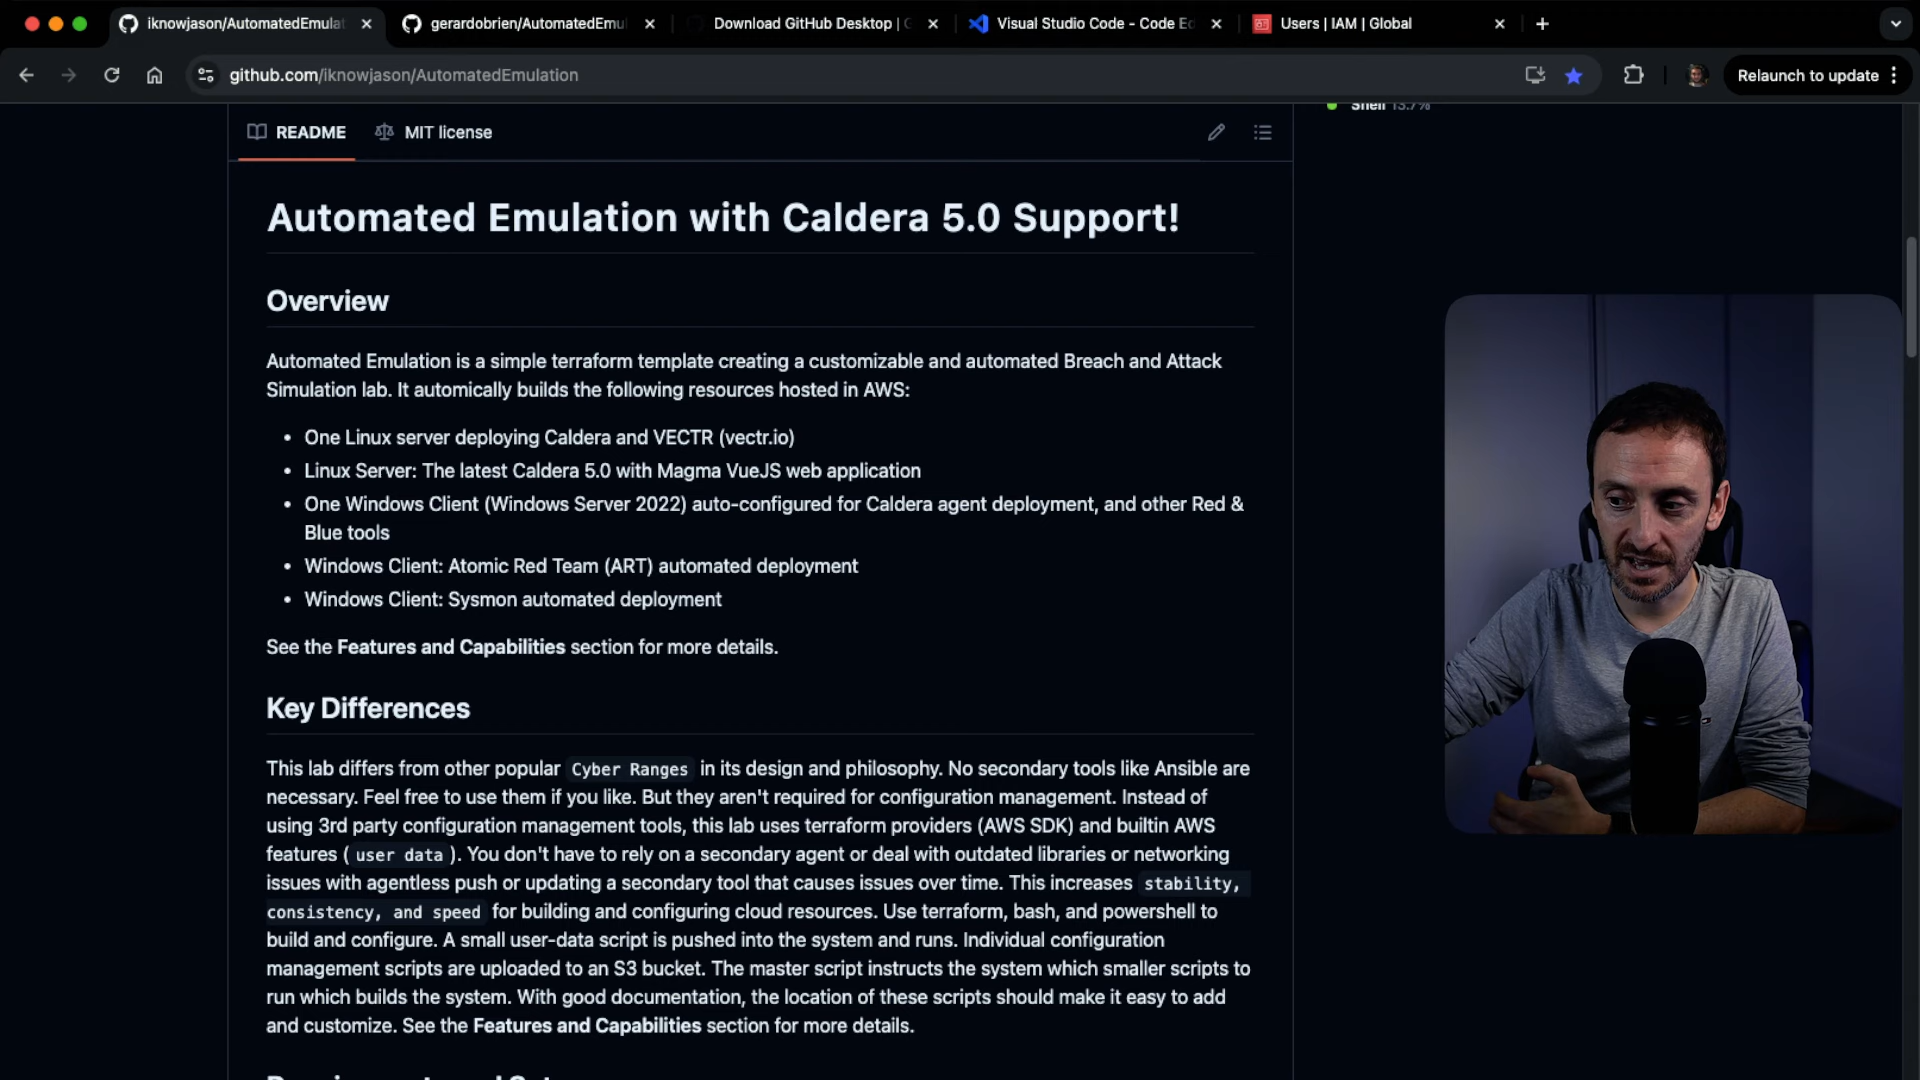 iknowjason/AutomatedEmulat
gerardobrien/AutomatedEmu
Download GitHub Desktop |
Visual Studio Code - Code Ed
Users | IAM | Global
github.com/iknowjason/AutomatedEmulation
Relaunch to update
Shell 13.7%
README
MIT license
Automated Emulation with Caldera 5.0 Support!
Overview
Automated Emulation is a simple terraform template creating a customizable and automated Breach and Attack
Simulation lab. It automically builds the following resources hosted in AWS:
• One Linux server deploying Caldera and VECTR (vectr.io)
• Linux Server: The latest Caldera 5.0 with Magma VueJS web application
• One Windows Client (Windows Server 2022) auto-configured for Caldera agent deployment, and other Red &
Blue tools
• Windows Client: Atomic Red Team (ART) automated deployment
• Windows Client: Sysmon automated deployment
See the Features and Capabilities section for more details.
Key Differences
This lab differs from other popular Cyber Ranges in its design and philosophy. No secondary tools like Ansible are
necessary. Feel free to use them if you like. But they aren't required for configuration management. Instead of
using 3rd party configuration management tools, this lab uses terraform providers (AWS SDK) and builtin AWS
features ( user data ). You don't have to rely on a secondary agent or deal with outdated libraries or networking
issues with agentless push or updating a secondary tool that causes issues over time. This increases stability,
consistency, and speed for building and configuring cloud resources. Use terraform, bash, and powershell to
build and configure. A small user-data script is pushed into the system and runs. Individual configuration
management scripts are uploaded to an S3 bucket. The master script instructs the system which smaller scripts to
run which builds the system. With good documentation, the location of these scripts should make it easy to add
and customize. See the Features and Capabilities section for more details.